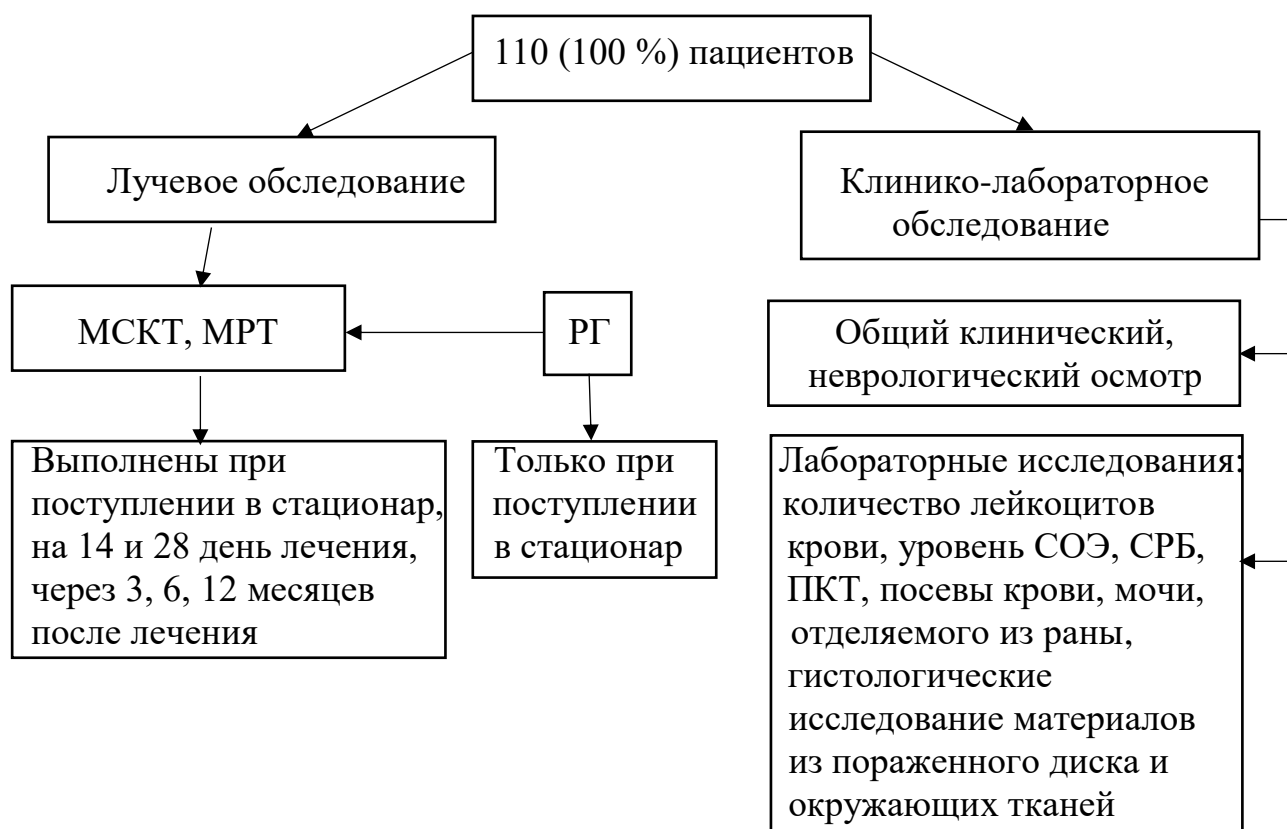 110 (100 %) пациентов
Лучевое обследование
Клинико-лабораторное
обследование
МСКТ, МРТ
РГ
Общий клинический,
неврологический осмотр
Выполнены при
поступлении в стационар,
на 14 и 28 день лечения,
через 3, 6, 12 месяцев
после лечения
Только при
поступлении
в стационар
Лабораторные исследования:
количество лейкоцитов
крови, уровень СОЭ, СРБ,
ПКТ, посевы крови, мочи,
отделяемого из раны,
гистологические
исследование материалов
из пораженного диска и
окружающих тканей